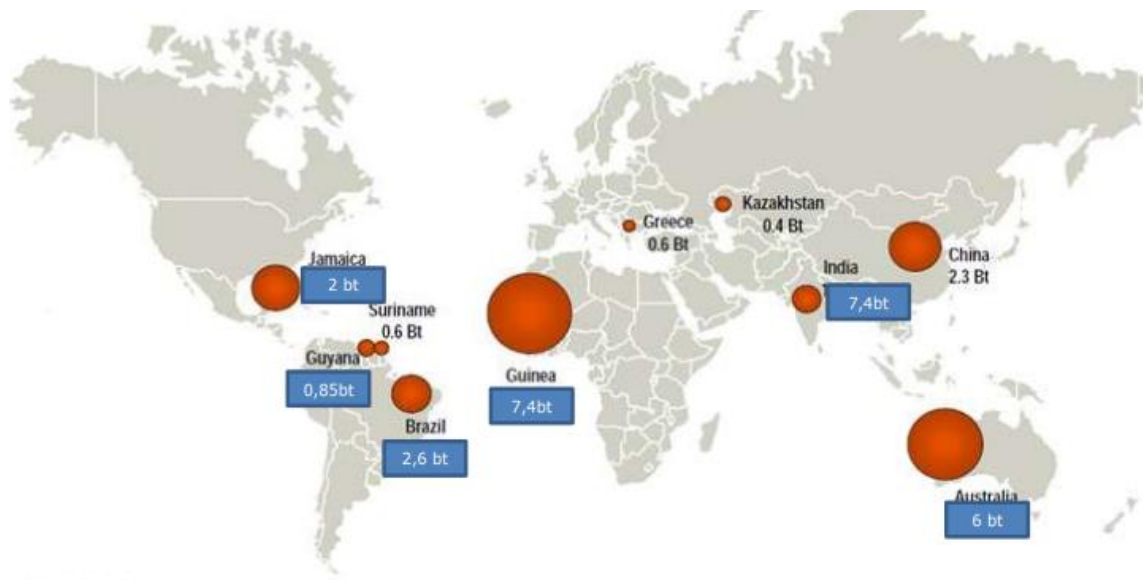 Kazakhstan
0.4 Bt
Greece
0.6 Bt
China
2.3 Bt
India
7,4bt
Jamaica
2 bt
Suriname
0.6 Bt
Guyana
0,85bt
Guinea
7,4bt
Brazil
2,6 bt
Australia
6 bt